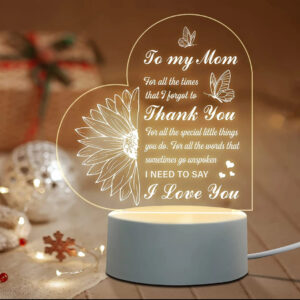 To my Mom
For all the times
that I forgot to
Thank You
For all the special little things
you do. For all the words that
sometimes go unspoken
I NEED TO SAY
I Love You